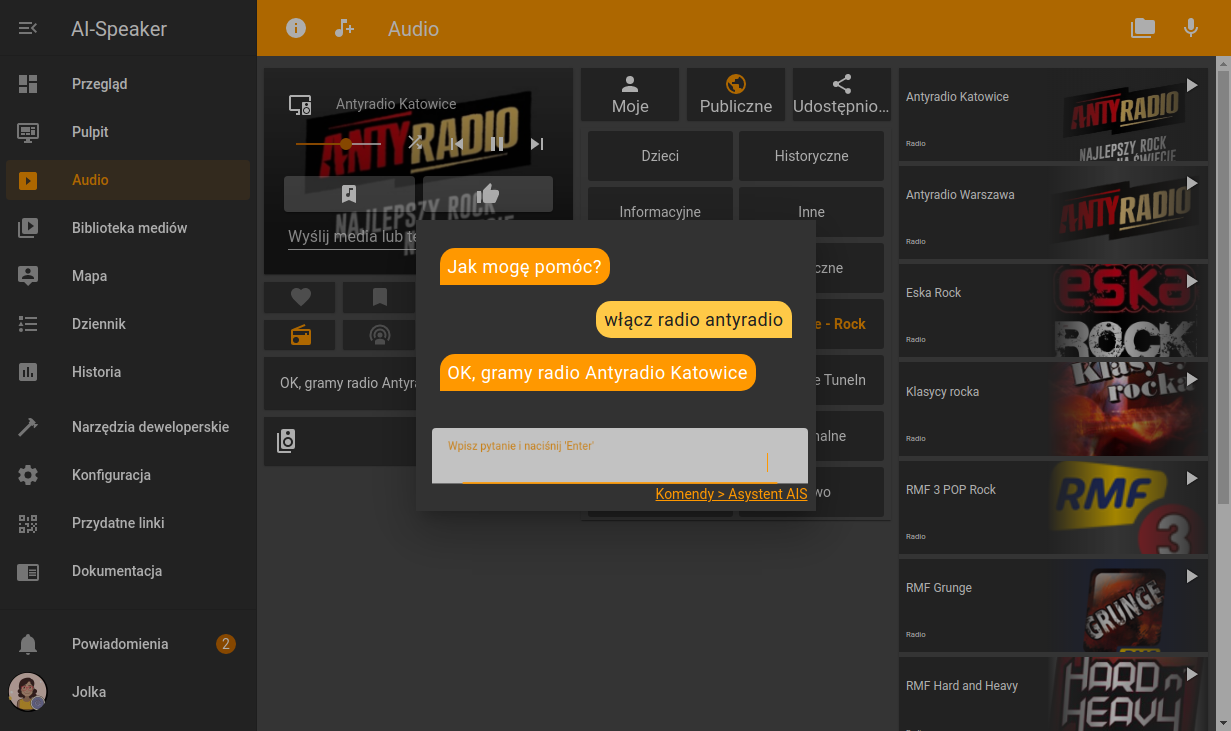 AI-Speaker
Przegląd
Pulpit
Audio
Biblioteka mediów
Mapa
Dziennik
Historia
Narzędzia deweloperskie
Konfiguracja
Przydatne linki
Dokumentacja
Powiadomienia
2
Jolka
Audio
Antyradio Katowice
ANTYRADIO
NAJLEPSZY ROCK
Wyślij media lub te
OK, gramy radio Antyra
Moje
Publiczne
Udostępnio...
Dzieci
Historyczne
Informacyjne
Inne
czne
e - Rock
e TuneIn
nalne
wo
Jak mogę pomóc?
włącz radio antyradio
OK, gramy radio Antyradio Katowice
Wpisz pytanie i naciśnij 'Enter'
Komendy > Asystent AIS
Antyradio Katowice
Radio
ANTYRADIO
NAJLEPSZY ROCK
NA ŚWIECIE
Antyradio Warszawa
Radio
ANTYRADIO
Eska Rock
Radio
eska
ROCK
Klasycy rocka
Radio
Klasycy
rocka
RMF 3 POP Rock
Radio
RMF
3
RMF Grunge
Radio
GRUNGE
RMF Hard and Heavy
HARD n'
HEAVY